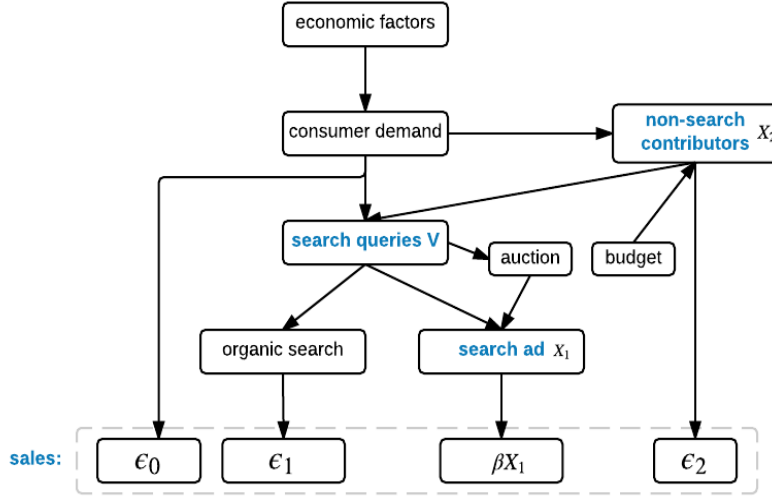 economic factors
consumer demand
non-search
contributors X₂
search queries V
auction
budget
organic search
search ad X₁
sales:
ϵ₀
ϵ₁
βX₁
ϵ₂